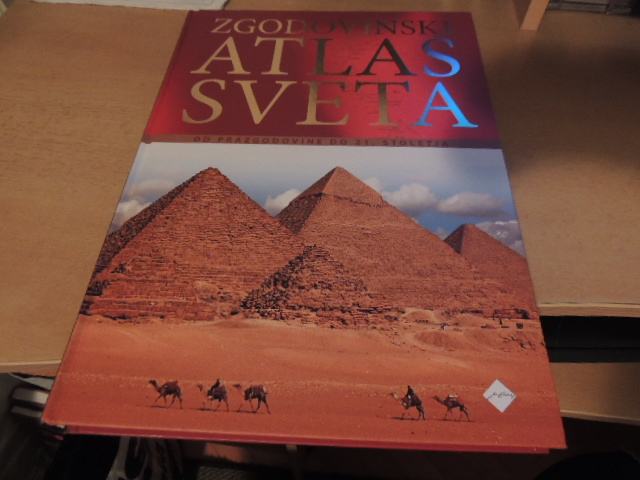 ZGODOVINSKI
ATLAS
SVETA
OD PRAZGODOVINE DO 21. STOLETJA